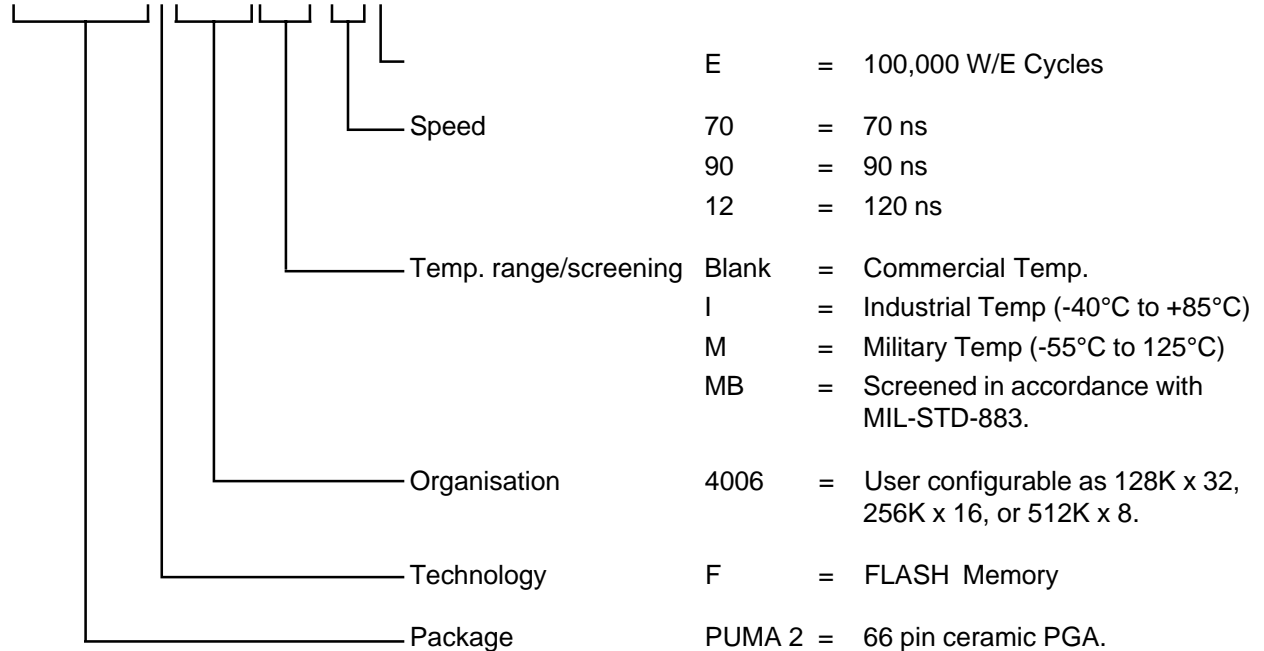 E = 100,000 W/E Cycles
Speed 70 = 70 ns
90 = 90 ns
12 = 120 ns
Temp. range/screening Blank = Commercial Temp.
I = Industrial Temp (-40°C to +85°C)
M = Military Temp (-55°C to 125°C)
MB = Screened in accordance with
MIL-STD-883.
Organisation 4006 = User configurable as 128K x 32,
256K x 16, or 512K x 8.
Technology F = FLASH Memory
Package PUMA 2 = 66 pin ceramic PGA.